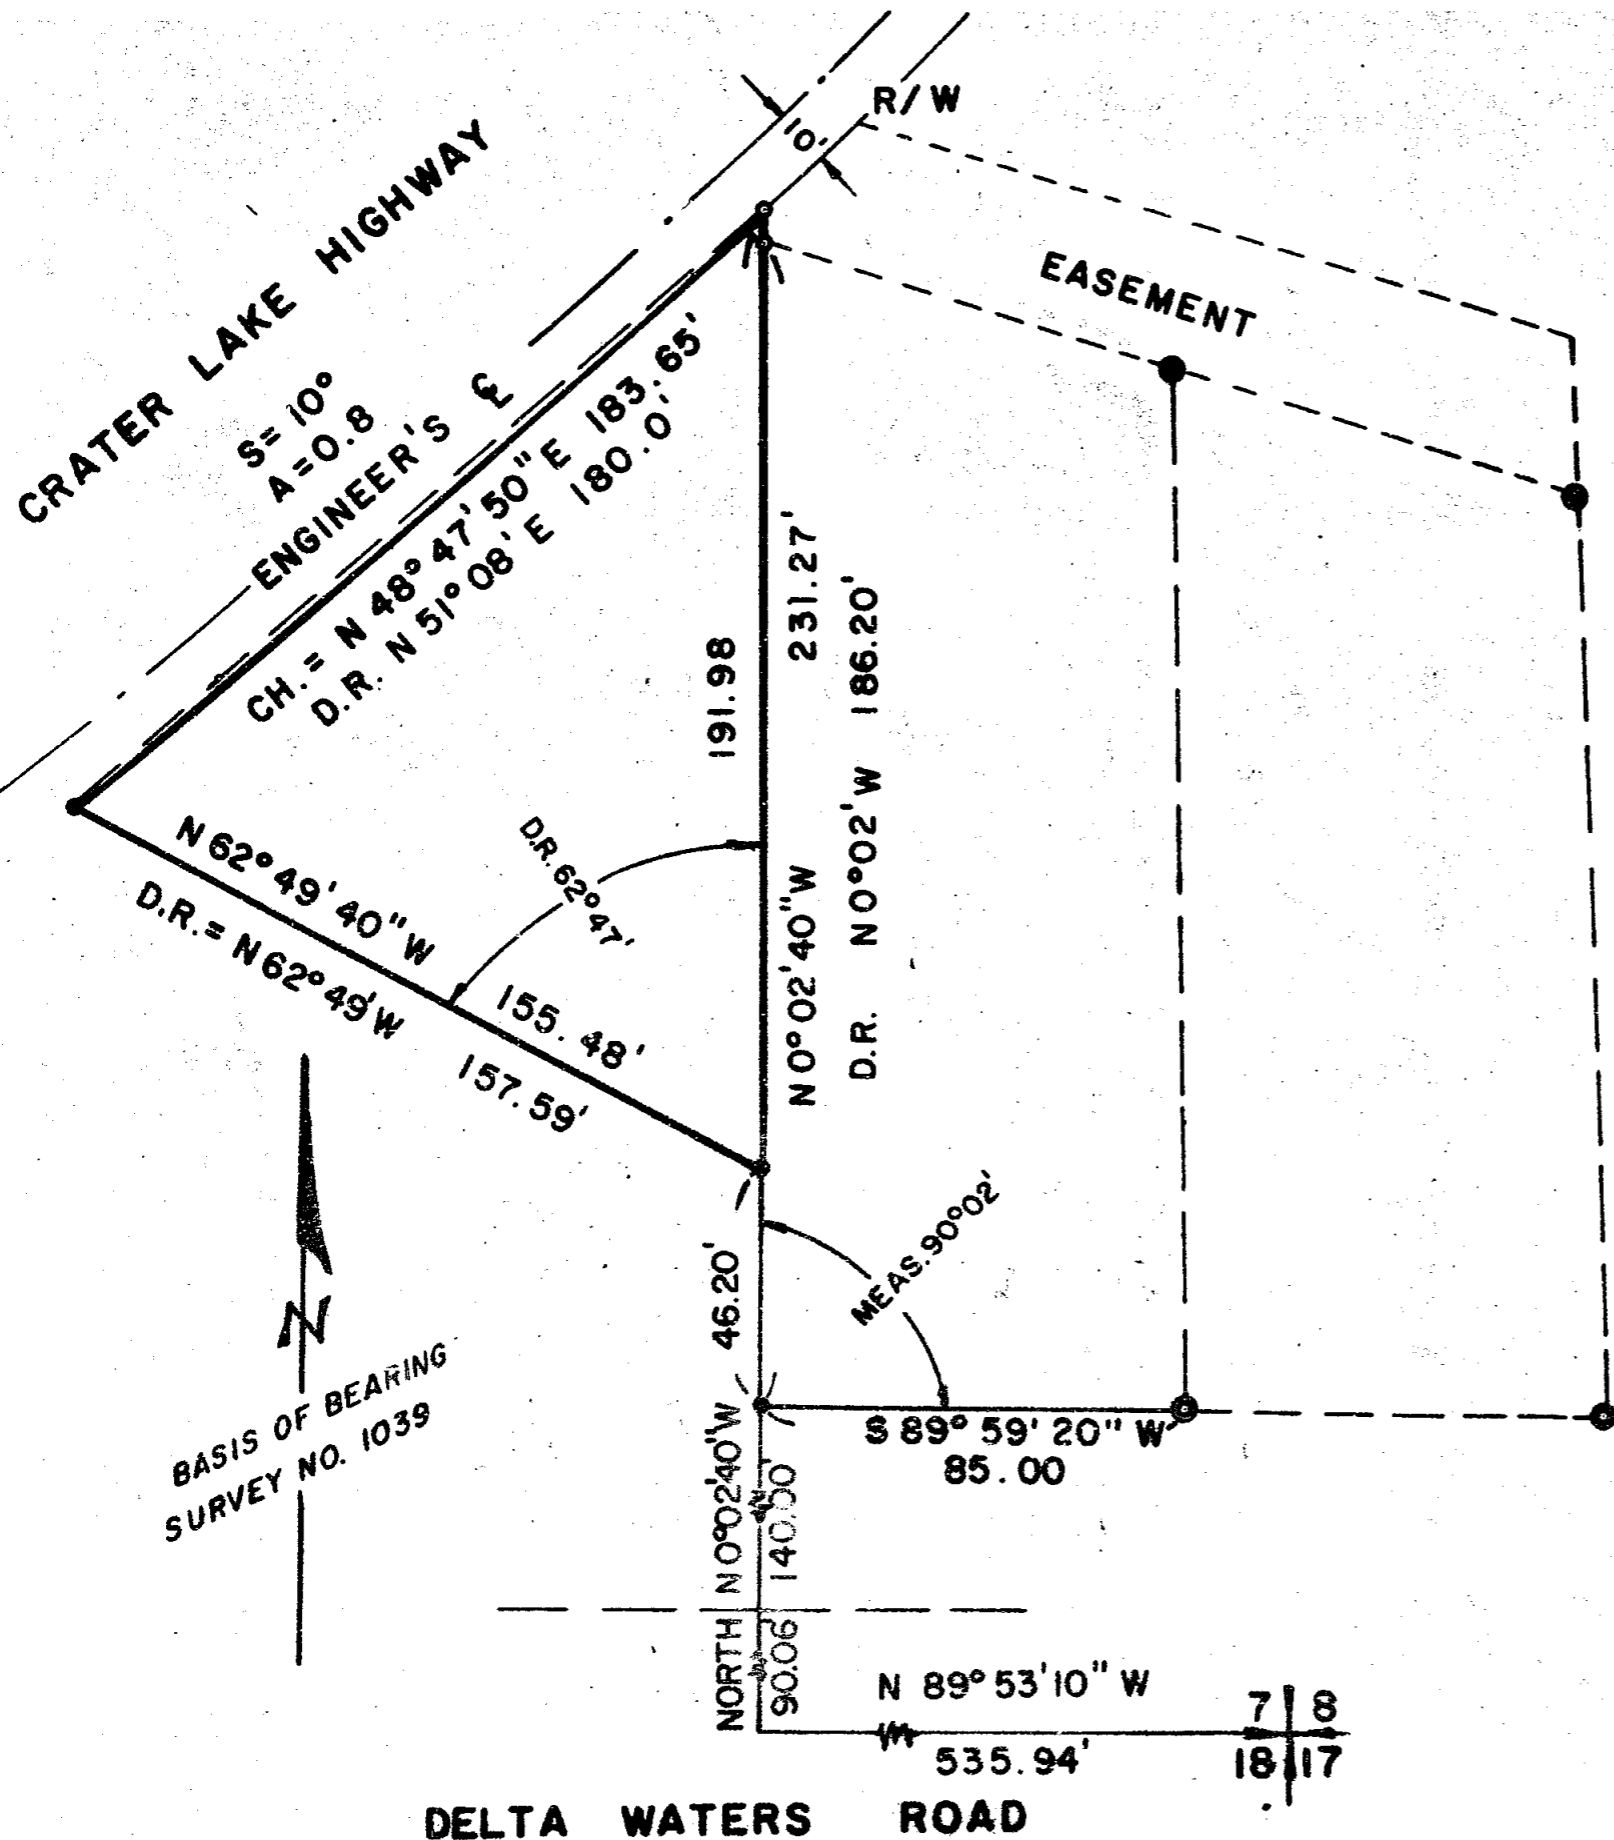 R/W
10'
CRATER LAKE HIGHWAY
EASEMENT
S= 10°
A=0.8
ENGINEER'S ℄
CH.= N 48° 47' 50" E 183.65'
D.R. N 51° 08' E 180.0'
191.98
231.27'
N 0° 02' 40" W
D.R. N 0° 02' W 186.20'
D.R. 62° 47'
N 62° 49' 40" W 155.48'
D.R.= N 62° 49' W 157.59'
MEAS. 90° 02'
46.20'
N
BASIS OF BEARING
SURVEY NO. 1039
S 89° 59' 20" W
85.00
N 0° 02' 40" W
140.00'
NORTH
90.06'
N 89° 53' 10" W
535.94'
7 8
18 17
DELTA WATERS ROAD